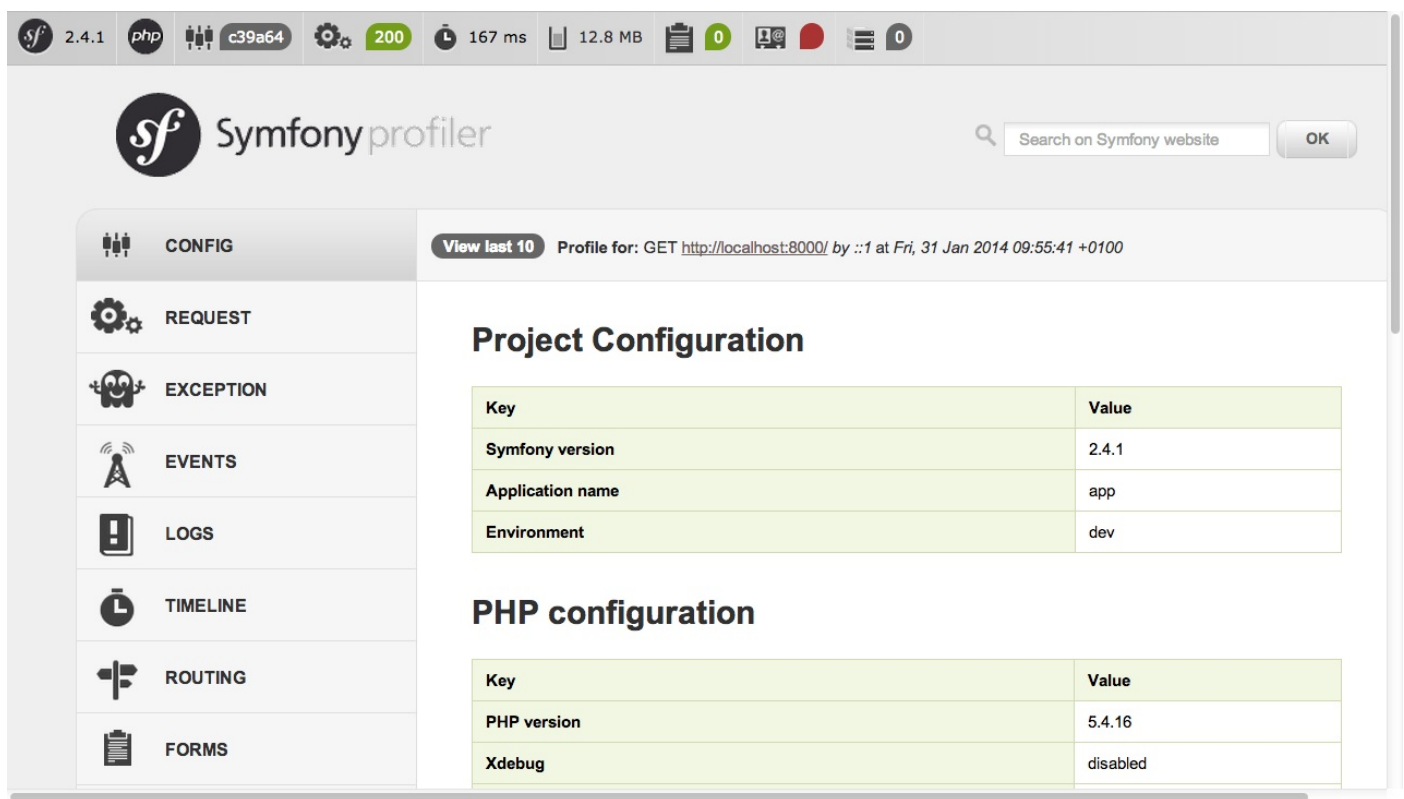 sf 2.4.1 php c39a64 200 167 ms 12.8 MB 0 0
sf Symfony profiler
Search on Symfony website OK
CONFIG
View last 10 Profile for: GET http://localhost:8000/ by ::1 at Fri, 31 Jan 2014 09:55:41 +0100
REQUEST
EXCEPTION
EVENTS
LOGS
TIMELINE
ROUTING
FORMS
Project Configuration
Key Value
Symfony version 2.4.1
Application name app
Environment dev
PHP configuration
Key Value
PHP version 5.4.16
Xdebug disabled